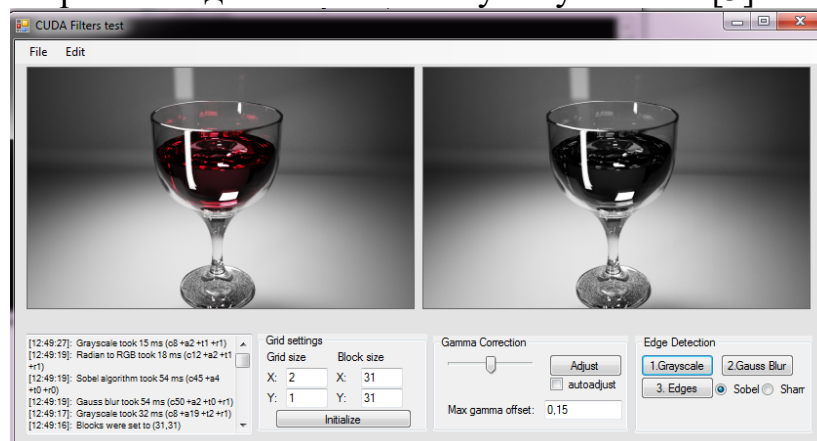 [3]
CUDA Filters test
File Edit
[12:49:27]: Grayscale took 15 ms (c8 +a2 +t1 +r1)
[12:49:19]: Radian to RGB took 18 ms (c12 +a2 +t1
+r1)
[12:49:19]: Sobel algorithm took 54 ms (c45 +a4
+t0 +r0)
[12:49:19]: Gauss blur took 54 ms (c50 +a2 +t0 +r1)
[12:49:17]: Grayscale took 32 ms (c8 +a19 +t2 +r1)
[12:49:16]: Blocks were set to (31,31)
Grid settings
Grid size Block size
X: 2 X: 31
Y: 1 Y: 31
Initialize
Gamma Correction
Adjust
autoadjust
Max gamma offset: 0,15
Edge Detection
1.Grayscale 2.Gauss Blur
3. Edges Sobel Sharr